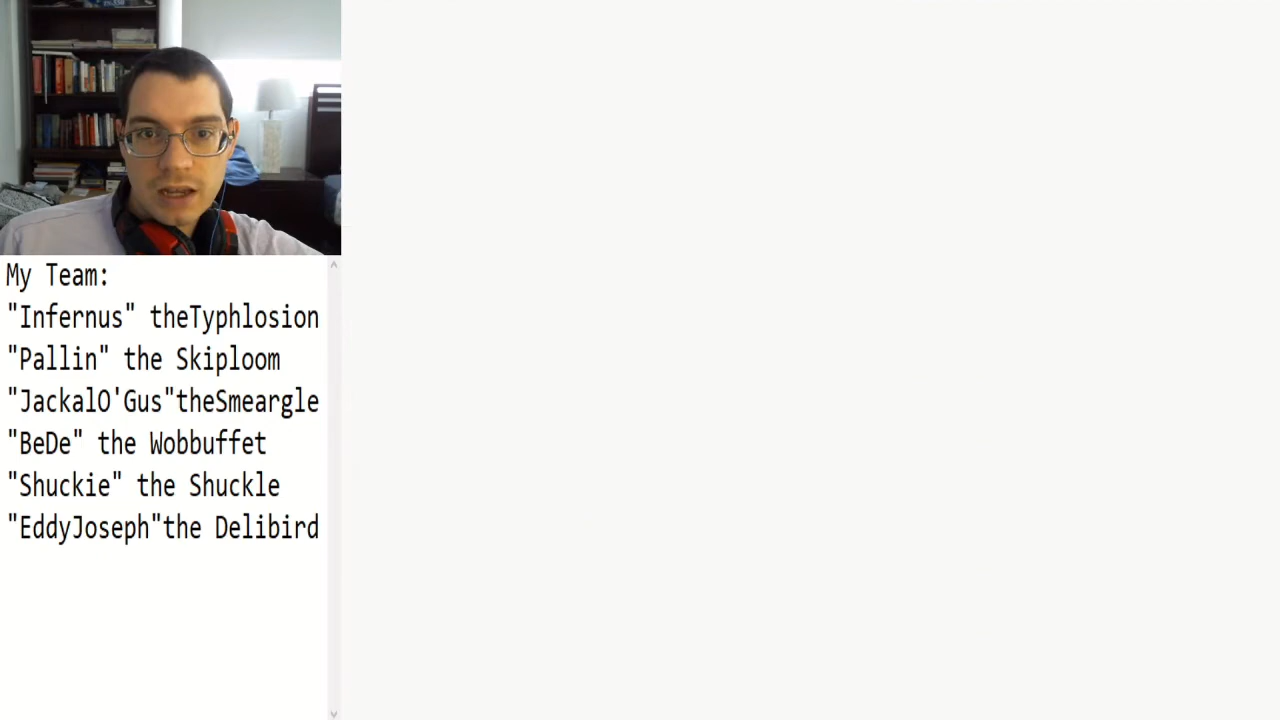 My Team:
"Infernus" theTyphlosion
"Pallin" the Skiploom
"JackalO'Gus"theSmeargle
"BeDe" the Wobbuffet
"Shuckie" the Shuckle
"EddyJoseph"the Delibird